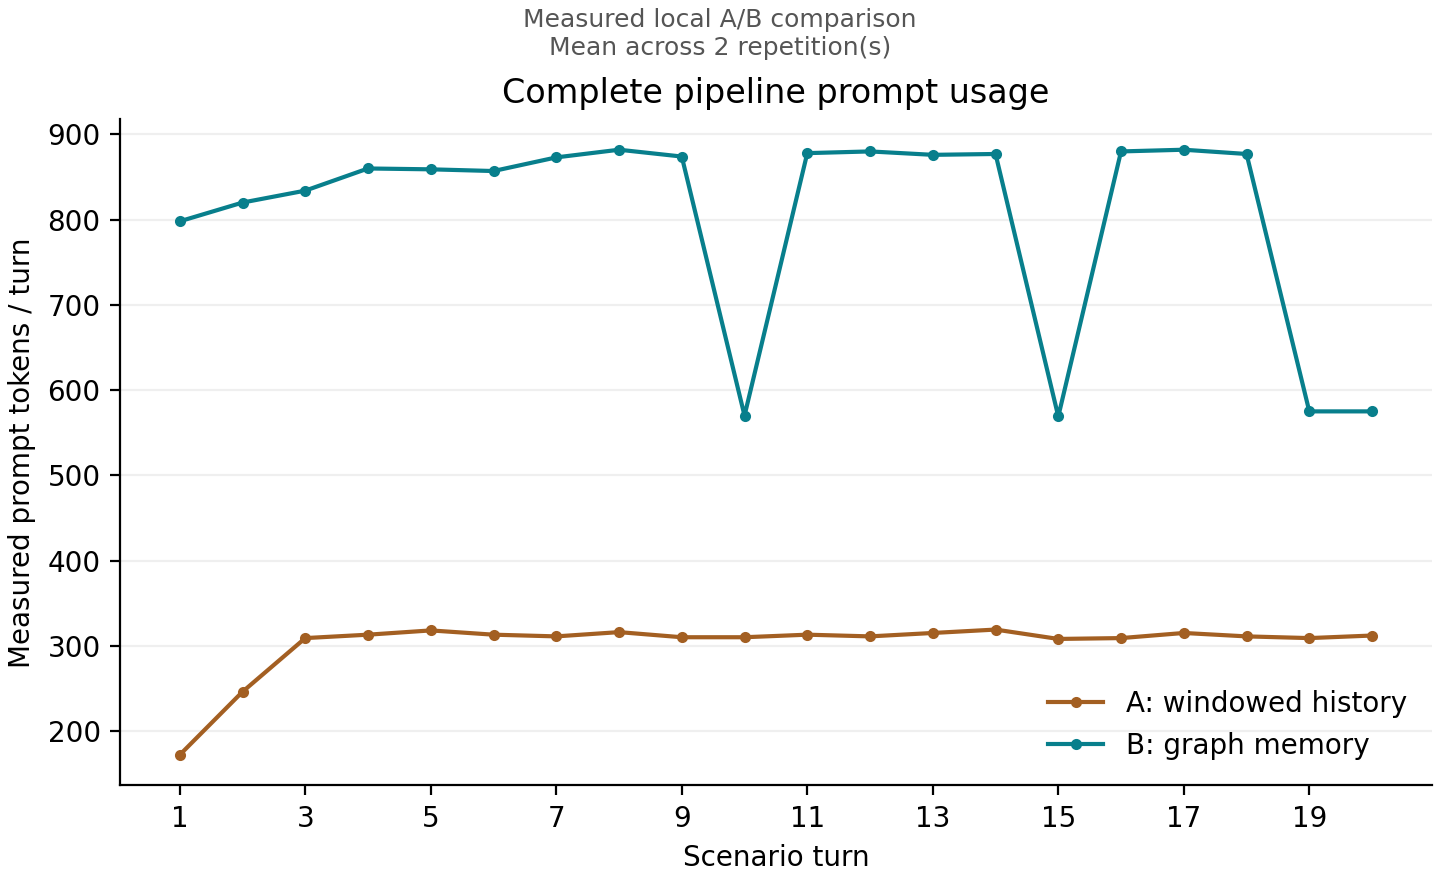 Measured local A/B comparison
Mean across 2 repetition(s)
Complete pipeline prompt usage
Measured prompt tokens / turn
900
800
700
600
500
400
300
200
A: windowed history
B: graph memory
1 3 5 7 9 11 13 15 17 19
Scenario turn